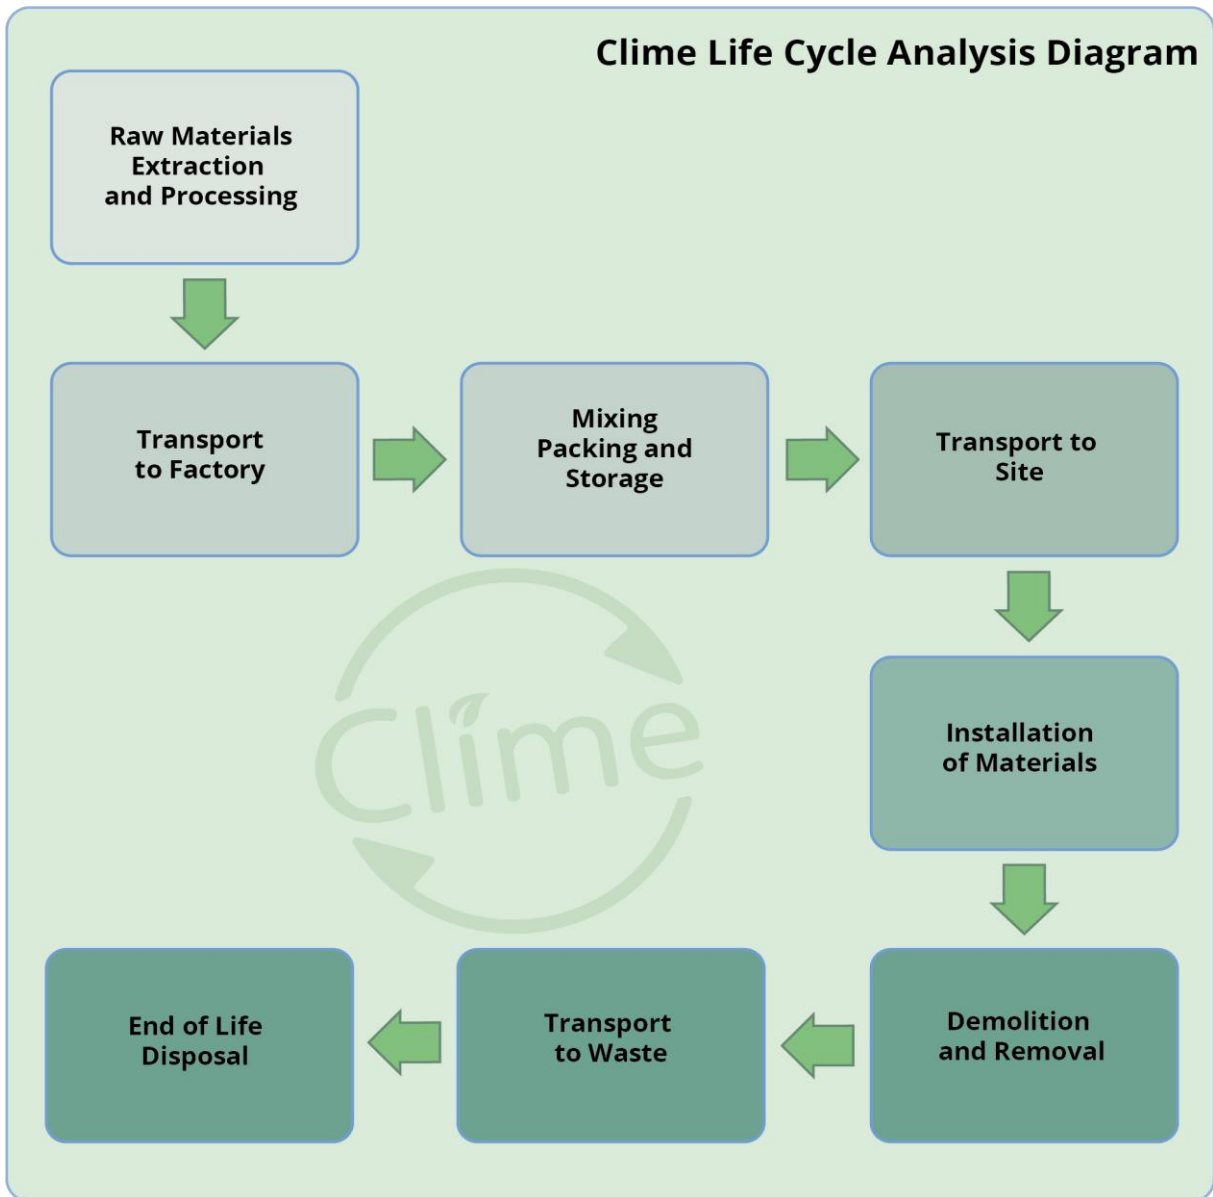 Clime Life Cycle Analysis Diagram
Raw Materials
Extraction
and Processing
Transport
to Factory
Mixing
Packing and
Storage
Transport to
Site
Clime
Installation
of Materials
End of Life
Disposal
Transport
to Waste
Demolition
and Removal